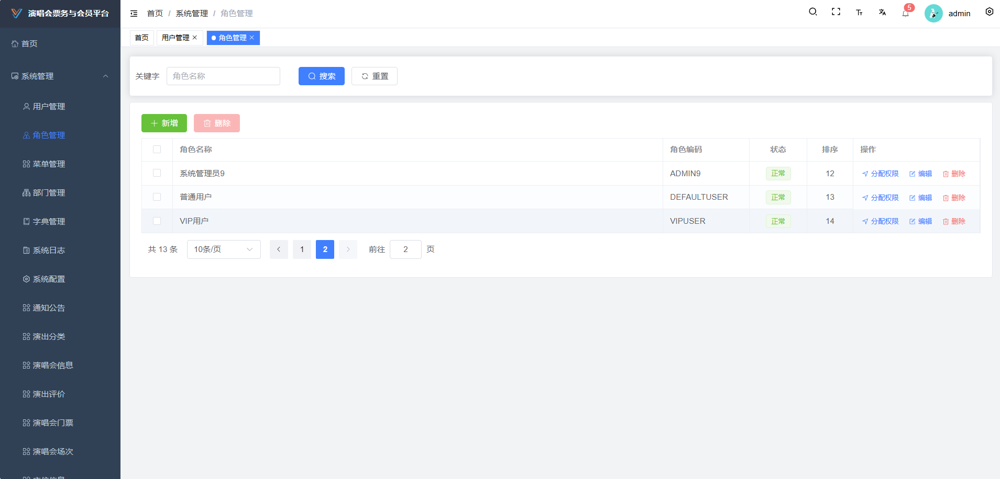 演唱会票务与会员平台
首页 / 系统管理 / 角色管理
5
admin
首页
用户管理
角色管理
首页
系统管理
用户管理
角色管理
菜单管理
部门管理
字典管理
系统日志
系统配置
通知公告
演出分类
演唱会信息
演出评价
演唱会门票
演唱会场次
关键字 角色名称 搜索 重置
新增 删除
角色名称 角色编码 状态 排序 操作
系统管理员9 ADMIN9 正常 12 分配权限 编辑 删除
普通用户 DEFAULTUSER 正常 13 分配权限 编辑 删除
VIP用户 VIPUSER 正常 14 分配权限 编辑 删除
共 13 条 10条/页 1 2 前往 2 页